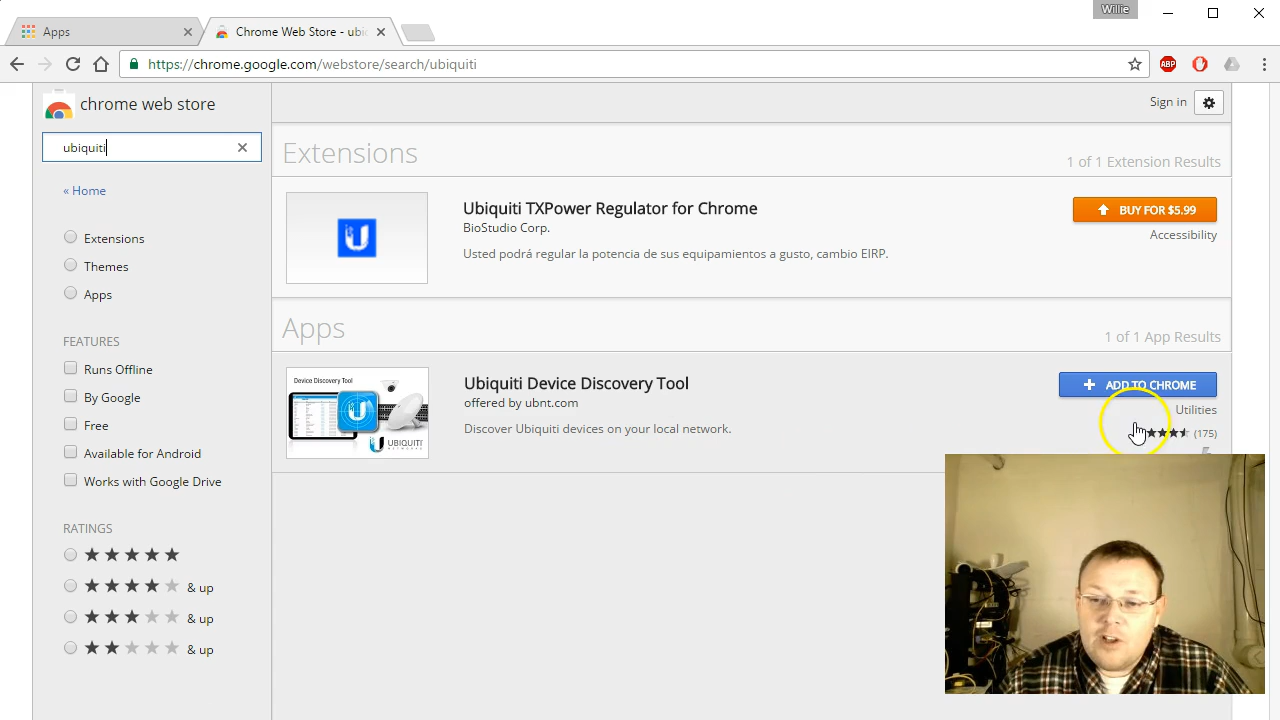 Willie
Apps
Chrome Web Store - ubi
https://chrome.google.com/webstore/search/ubiquiti
ABP
chrome web store
Sign in
ubiquiti
« Home
Extensions
Themes
Apps
FEATURES
Runs Offline
By Google
Free
Available for Android
Works with Google Drive
RATINGS
& up
& up
& up
Extensions
1 of 1 Extension Results
Ubiquiti TXPower Regulator for Chrome
BioStudio Corp.
Usted podrá regular la potencia de sus equipamientos a gusto, cambio EIRP.
BUY FOR $5.99
Accessibility
Apps
1 of 1 App Results
Device Discovery Tool
UBIQUITI
NETWORKS
Ubiquiti Device Discovery Tool
offered by ubnt.com
Discover Ubiquiti devices on your local network.
ADD TO CHROME
Utilities
(175)